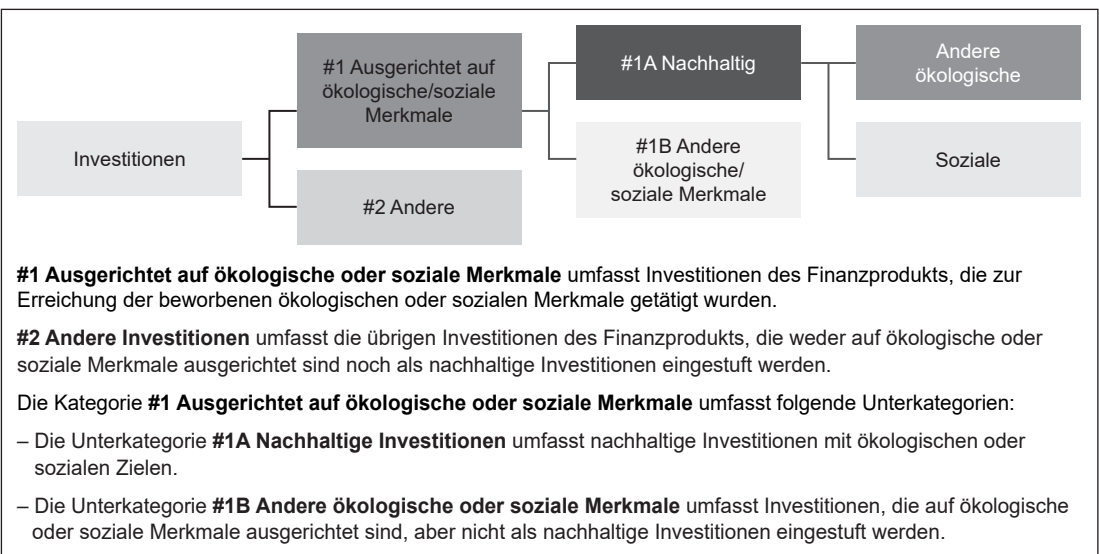 Investitionen
#1 Ausgerichtet auf
ökologische/soziale
Merkmale
#2 Andere
#1A Nachhaltig
#1B Andere
ökologische/
soziale Merkmale
Andere
ökologische
Soziale
#1 Ausgerichtet auf ökologische oder soziale Merkmale umfasst Investitionen des Finanzprodukts, die zur
Erreichung der beworbenen ökologischen oder sozialen Merkmale getätigt wurden.
#2 Andere Investitionen umfasst die übrigen Investitionen des Finanzprodukts, die weder auf ökologische oder
soziale Merkmale ausgerichtet sind noch als nachhaltige Investitionen eingestuft werden.
Die Kategorie #1 Ausgerichtet auf ökologische oder soziale Merkmale umfasst folgende Unterkategorien:
– Die Unterkategorie #1A Nachhaltige Investitionen umfasst nachhaltige Investitionen mit ökologischen oder
sozialen Zielen.
– Die Unterkategorie #1B Andere ökologische oder soziale Merkmale umfasst Investitionen, die auf ökologische
oder soziale Merkmale ausgerichtet sind, aber nicht als nachhaltige Investitionen eingestuft werden.